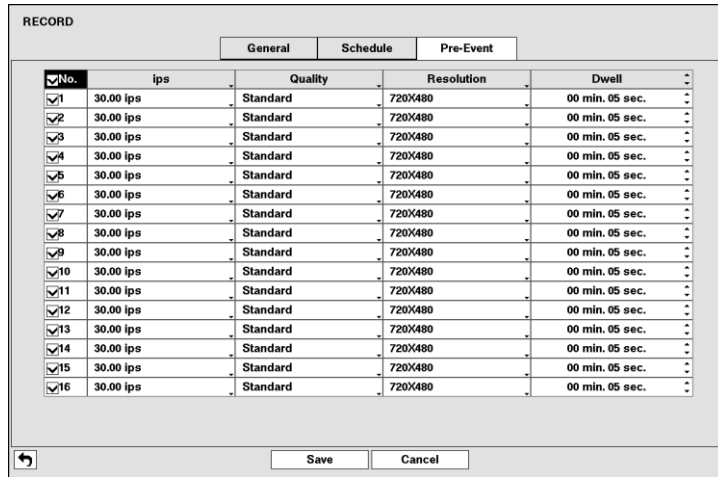 RECORD
General Schedule Pre-Event
No. ips Quality Resolution Dwell
1 30.00 ips Standard 720X480 00 min. 05 sec.
2 30.00 ips Standard 720X480 00 min. 05 sec.
3 30.00 ips Standard 720X480 00 min. 05 sec.
4 30.00 ips Standard 720X480 00 min. 05 sec.
5 30.00 ips Standard 720X480 00 min. 05 sec.
6 30.00 ips Standard 720X480 00 min. 05 sec.
7 30.00 ips Standard 720X480 00 min. 05 sec.
8 30.00 ips Standard 720X480 00 min. 05 sec.
9 30.00 ips Standard 720X480 00 min. 05 sec.
10 30.00 ips Standard 720X480 00 min. 05 sec.
11 30.00 ips Standard 720X480 00 min. 05 sec.
12 30.00 ips Standard 720X480 00 min. 05 sec.
13 30.00 ips Standard 720X480 00 min. 05 sec.
14 30.00 ips Standard 720X480 00 min. 05 sec.
15 30.00 ips Standard 720X480 00 min. 05 sec.
16 30.00 ips Standard 720X480 00 min. 05 sec.
Save Cancel